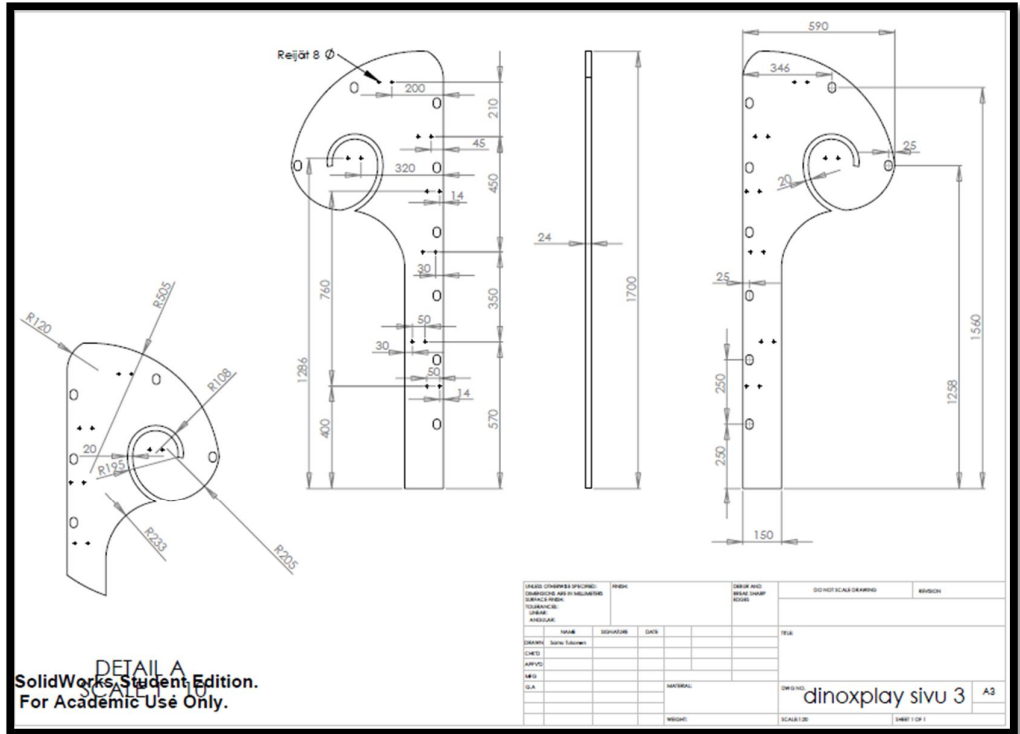 Reijät 8 Ø
200
210
45
320
450
14
30
760
350
50
30
1286
50
14
400
570
24
1700
590
346
25
20
25
1560
1258
250
250
150
R505
R120
R108
20
R195
R233
R205
DETAIL A
SCALE 1 : 10
SolidWorks Student Edition.
For Academic Use Only.
UNLESS OTHERWISE SPECIFIED:
DIMENSIONS ARE IN MILLIMETERS
SURFACE FINISH:
TOLERANCES:
LINEAR:
ANGULAR:
FINISH:
DEBUR AND
BREAK SHARP
EDGES
DO NOT SCALE DRAWING
REVISION
NAME
SIGNATURE
DATE
TITLE:
DRAWN
CHK'D
APPV'D
MFG
Q.A
MATERIAL:
DWG NO.
dinoxplay sivu 3
A3
WEIGHT:
SCALE:1:20
SHEET 1 OF 1